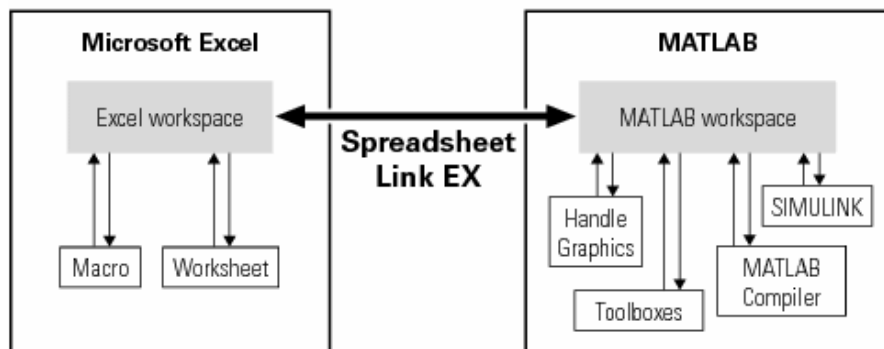 Microsoft Excel
MATLAB
Excel workspace
MATLAB workspace
Spreadsheet
Link EX
Macro
Worksheet
Handle
Graphics
Toolboxes
MATLAB
Compiler
SIMULINK